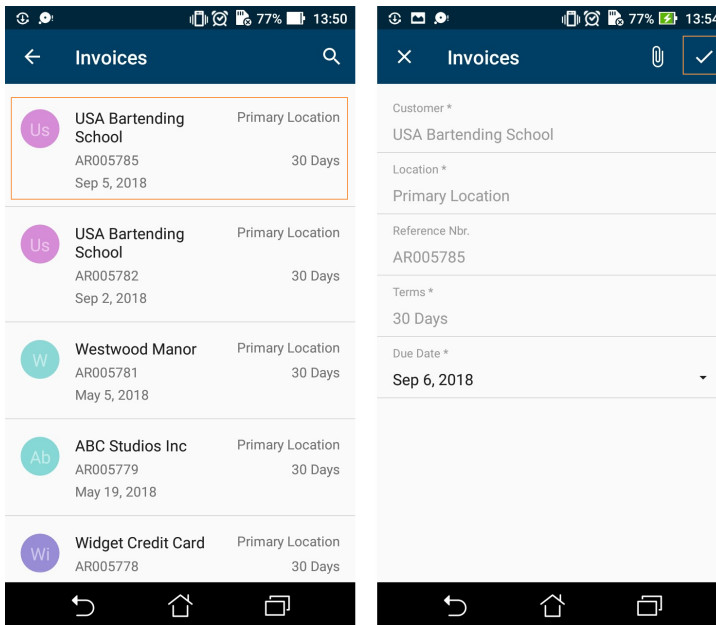 77% 13:50
Invoices
Us
USA Bartending School
Primary Location
AR005785
30 Days
Sep 5, 2018
Us
USA Bartending School
Primary Location
AR005782
30 Days
Sep 2, 2018
W
Westwood Manor
Primary Location
AR005781
30 Days
May 5, 2018
Ab
ABC Studios Inc
Primary Location
AR005779
30 Days
May 19, 2018
Wi
Widget Credit Card
Primary Location
AR005778
30 Days
77% 13:54
Invoices
Customer *
USA Bartending School
Location *
Primary Location
Reference Nbr.
AR005785
Terms *
30 Days
Due Date *
Sep 6, 2018